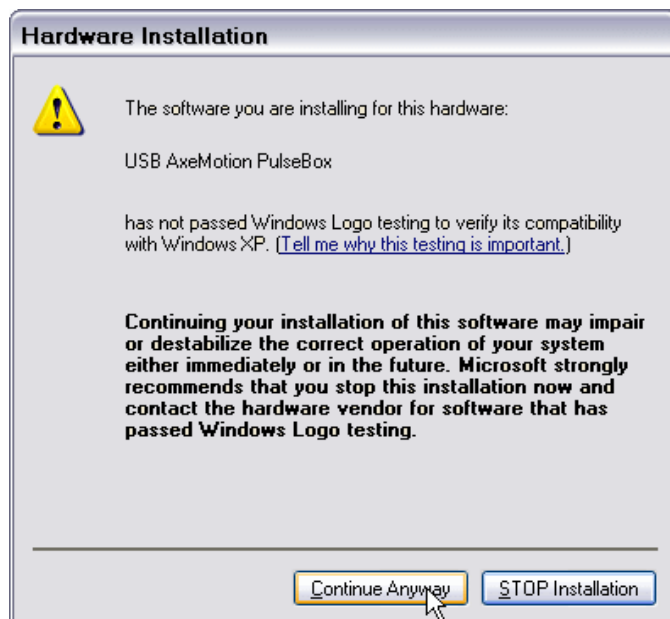 Hardware Installation
The software you are installing for this hardware:
USB AxeMotion PulseBox
has not passed Windows Logo testing to verify its compatibility
with Windows XP. (Tell me why this testing is important.)
Continuing your installation of this software may impair
or destabilize the correct operation of your system
either immediately or in the future. Microsoft strongly
recommends that you stop this installation now and
contact the hardware vendor for software that has
passed Windows Logo testing.
Continue Anyway
STOP Installation